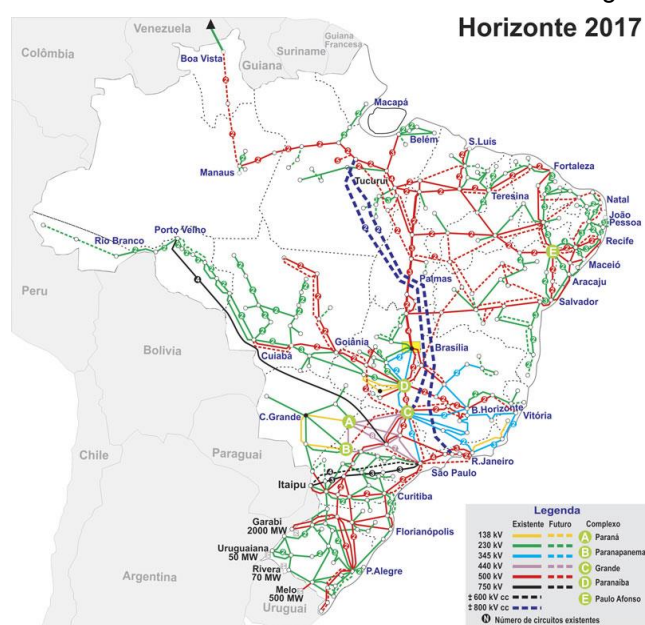 Horizonte 2017
Venezuela
Guiana
Francesa
Colômbia
Suriname
Guiana
Boa Vista
Macapá
Belém
S.Luis
Fortaleza
Manaus
Tucuruí
Teresina
Natal
João
Pessoa
Porto Velho
Recife
Rio Branco
E
Maceió
Palmas
Aracaju
Peru
Salvador
Goiânia
Brasília
Cuiabá
Bolivia
D
C.Grande
A
C
B.Horizonte
Vitória
B
Chile
Paraguai
R.Janeiro
São Paulo
Itaipu
Curitiba
Garabi
2000 MW
Florianópolis
Uruguaiana
50 MW
Rivera
70 MW
P.Alegre
Melo
500 MW
Argentina
Uruguai
Legenda
Existente Futuro Complexo
138 kV A Paraná
230 kV
345 kV B Paranapanema
440 kV C Grande
500 kV D Paranaiba
750 kV
± 600 kV cc E Paulo Afonso
± 800 kV cc
N Número de circuitos existentes